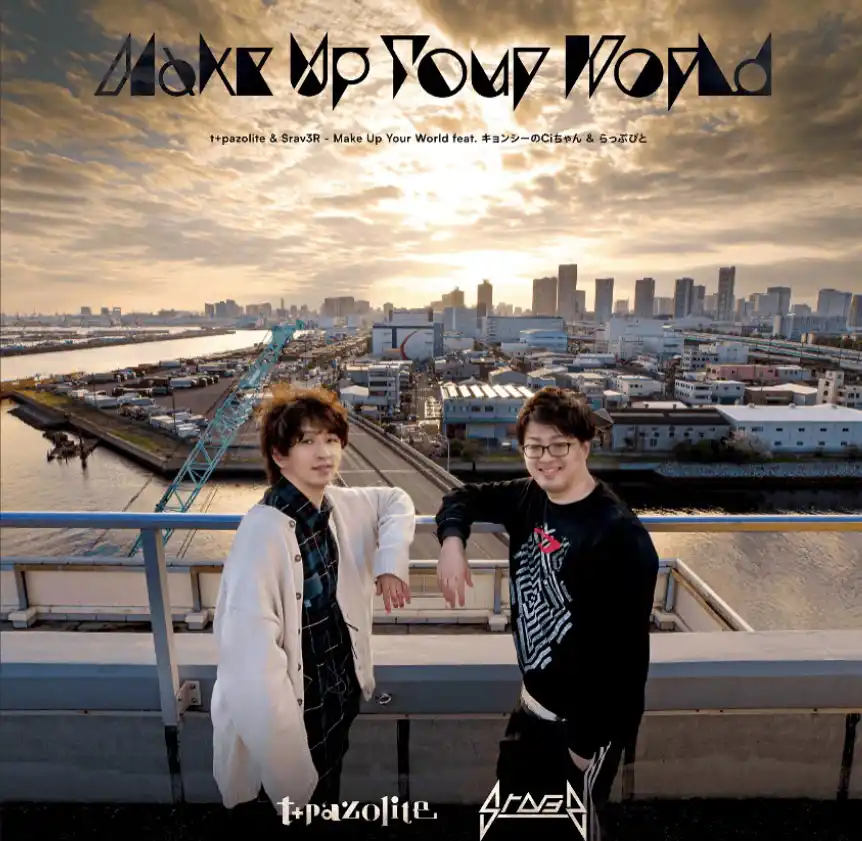 Make Up Your World
t+pazolite & Srav3R - Make Up Your World feat. キョンシーのCiちゃん & らっぷびと
t+pazolite Srav3R